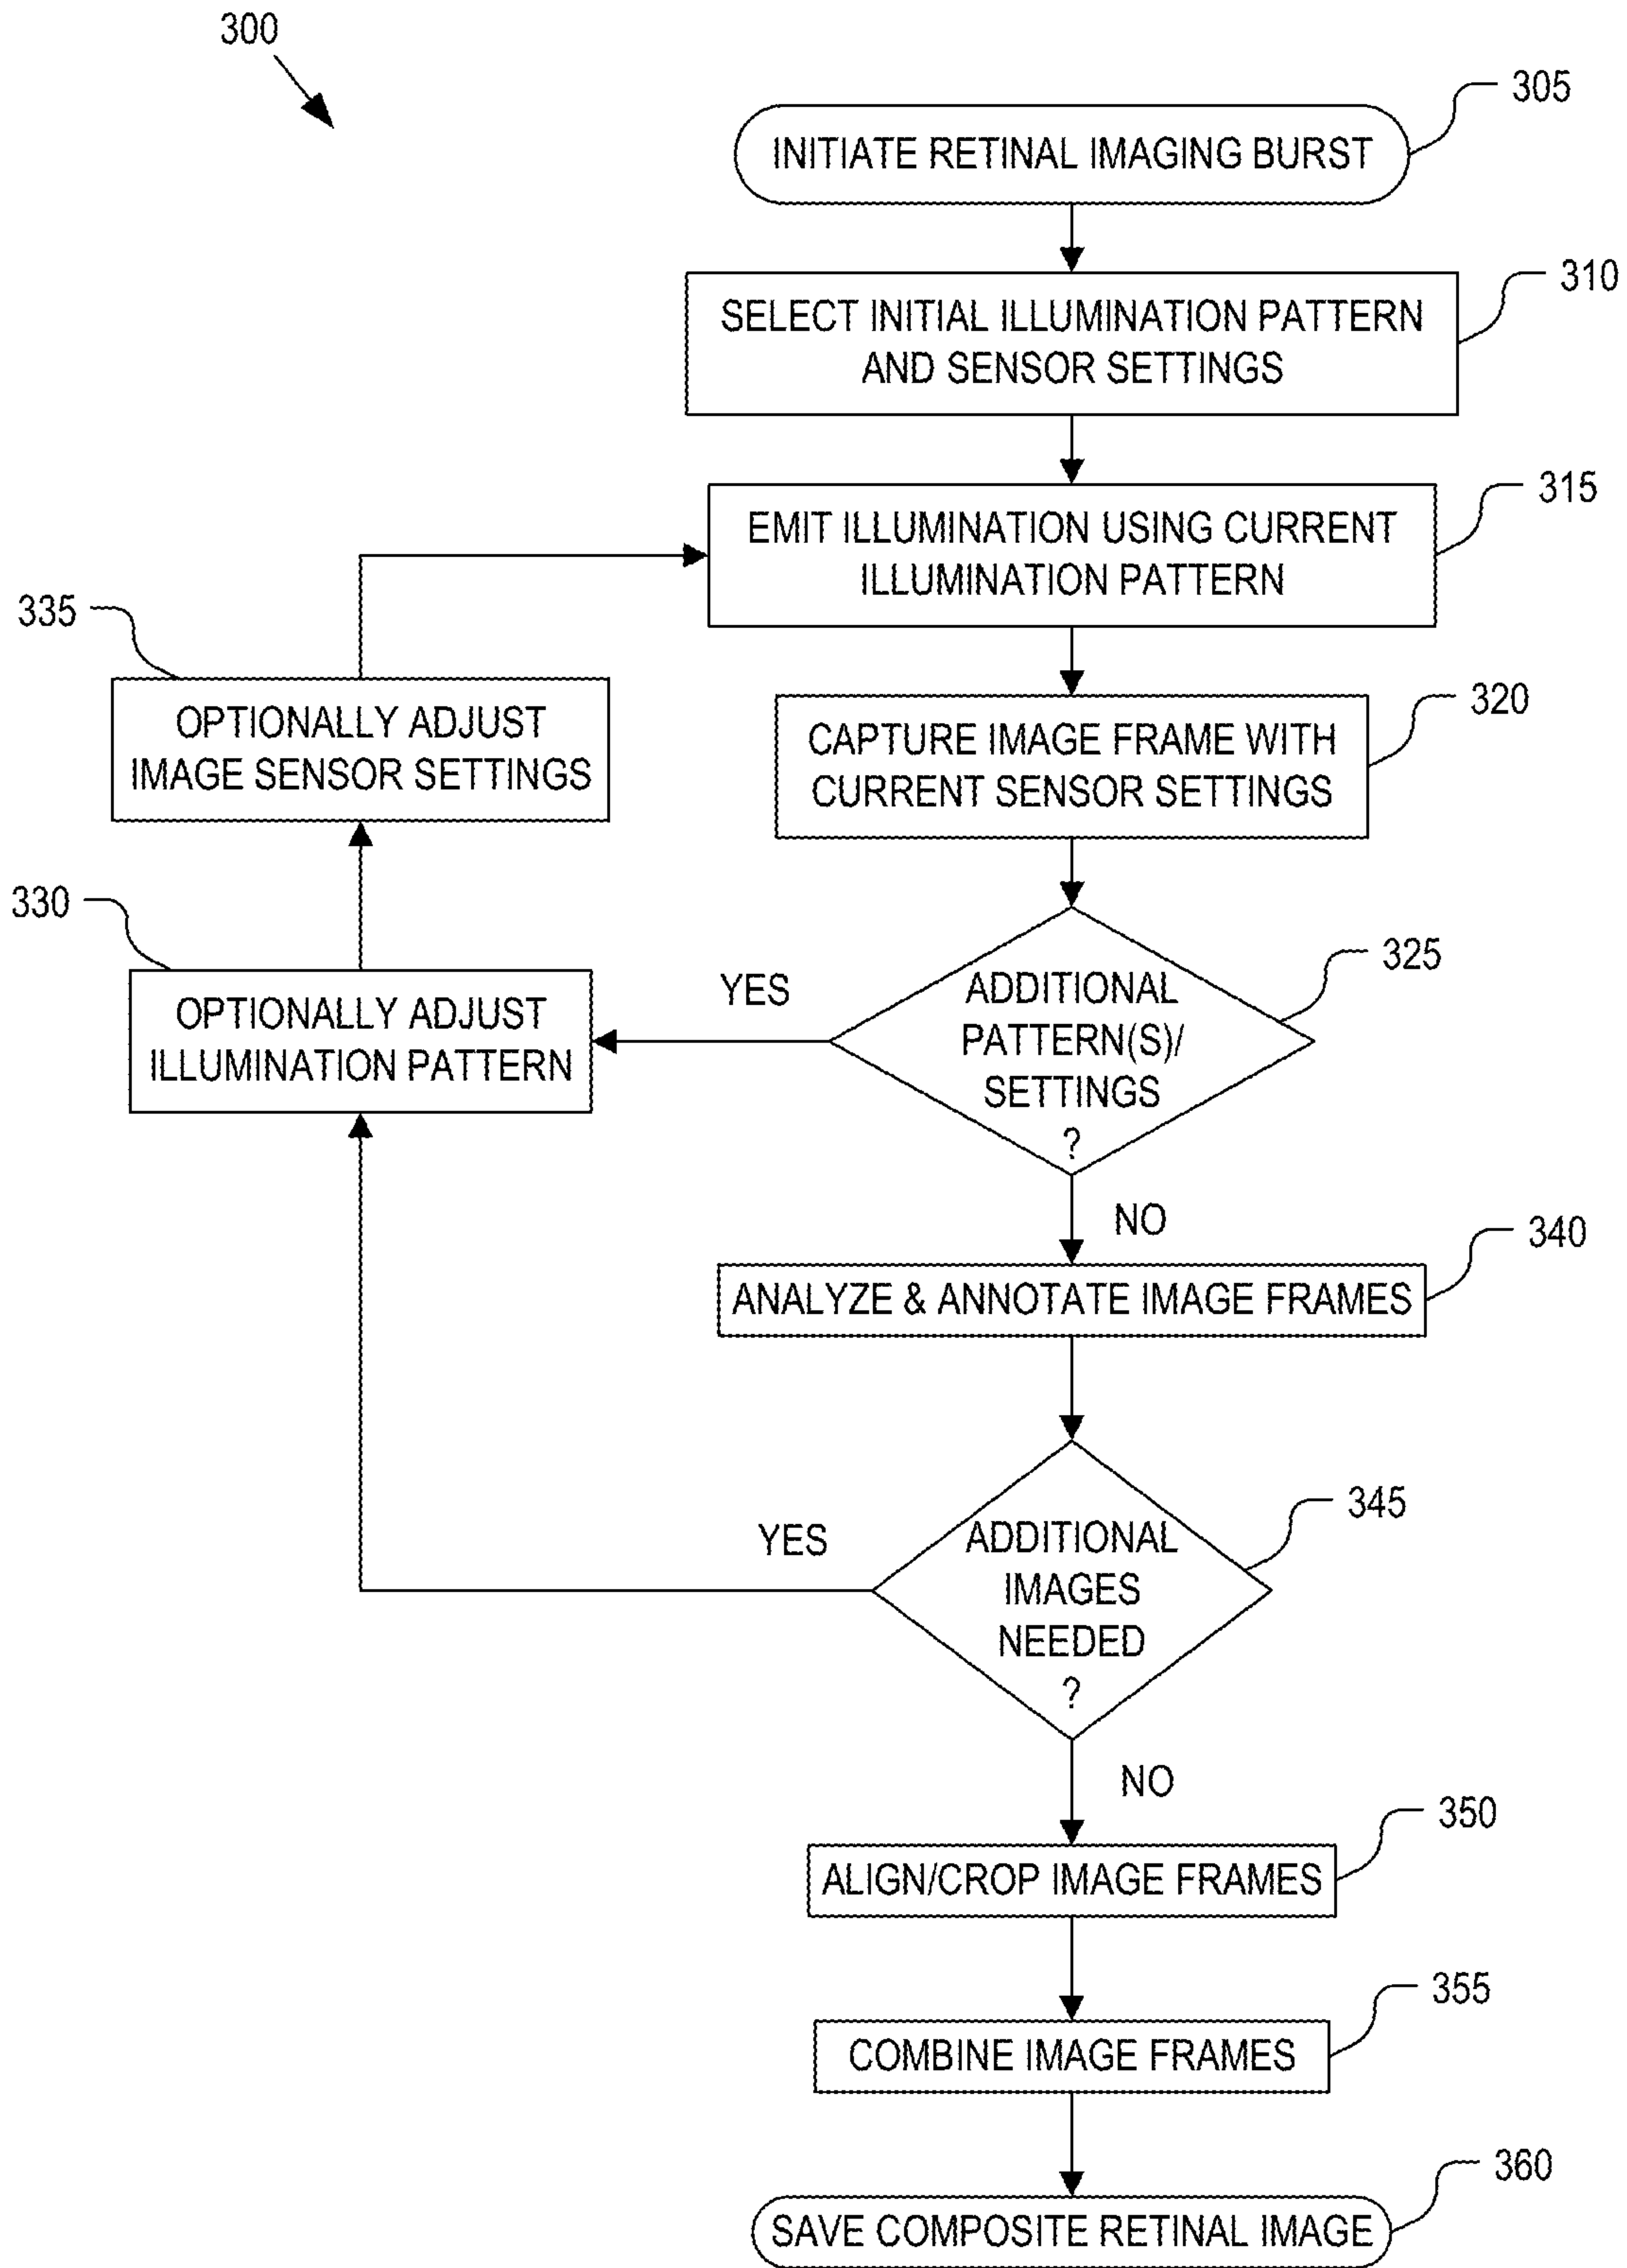 300
305
INITIATE RETINAL IMAGING BURST
310
SELECT INITIAL ILLUMINATION PATTERN
AND SENSOR SETTINGS
315
EMIT ILLUMINATION USING CURRENT
ILLUMINATION PATTERN
335
OPTIONALLY ADJUST
IMAGE SENSOR SETTINGS
320
CAPTURE IMAGE FRAME WITH
CURRENT SENSOR SETTINGS
330
OPTIONALLY ADJUST
ILLUMINATION PATTERN
YES
325
ADDITIONAL
PATTERN(S)/
SETTINGS
?
NO
340
ANALYZE & ANNOTATE IMAGE FRAMES
YES
345
ADDITIONAL
IMAGES
NEEDED
?
NO
350
ALIGN/CROP IMAGE FRAMES
355
COMBINE IMAGE FRAMES
360
SAVE COMPOSITE RETINAL IMAGE